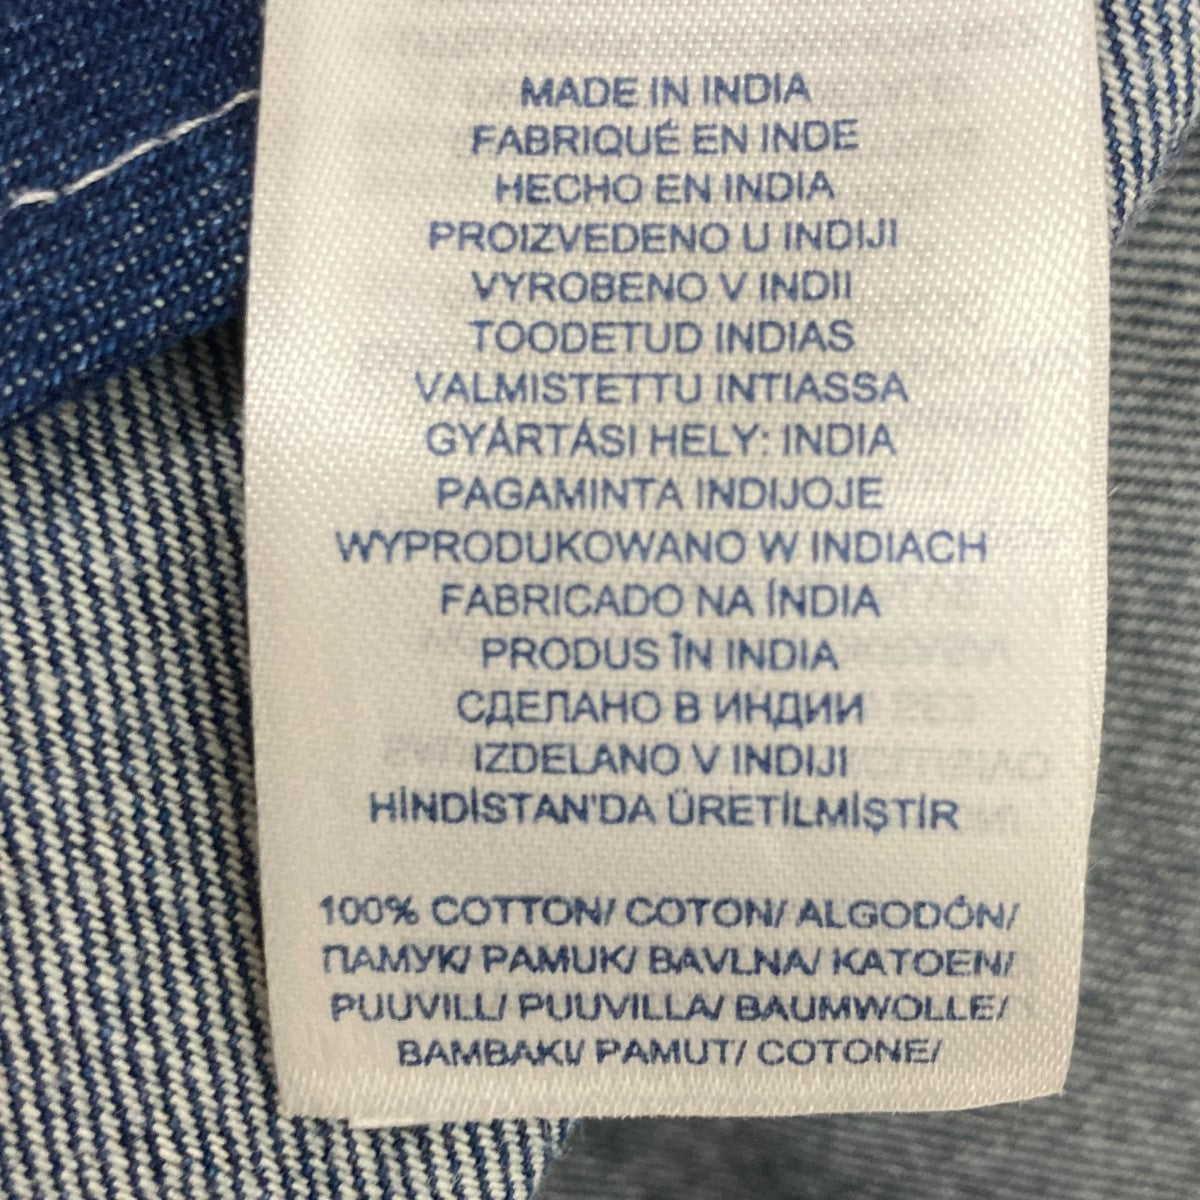 MADE IN INDIA
FABRIQUÉ EN INDE
HECHO EN INDIA
PROIZVEDENO U INDIJI
VYROBENO V INDII
TOODETUD INDIAS
VALMISTETTU INTIASSA
GYÁRTÁSI HELY: INDIA
PAGAMINTA INDIJOJE
WYPRODUKOWANO W INDIACH
FABRICADO NA ÍNDIA
PRODUS ÎN INDIA
СДЕЛАНО В ИНДИИ
IZDELANO V INDIJI
HİNDİSTAN'DA ÜRETİLMİŞTİR
100% COTTON/ COTON/ ALGODÓN/
ПАМУК/ PAMUK/ BAVLNA/ KATOEN/
PUUVILL/ PUUVILLA/ BAUMWOLLE/
BAMBAKI/ PAMUT/ COTONE/